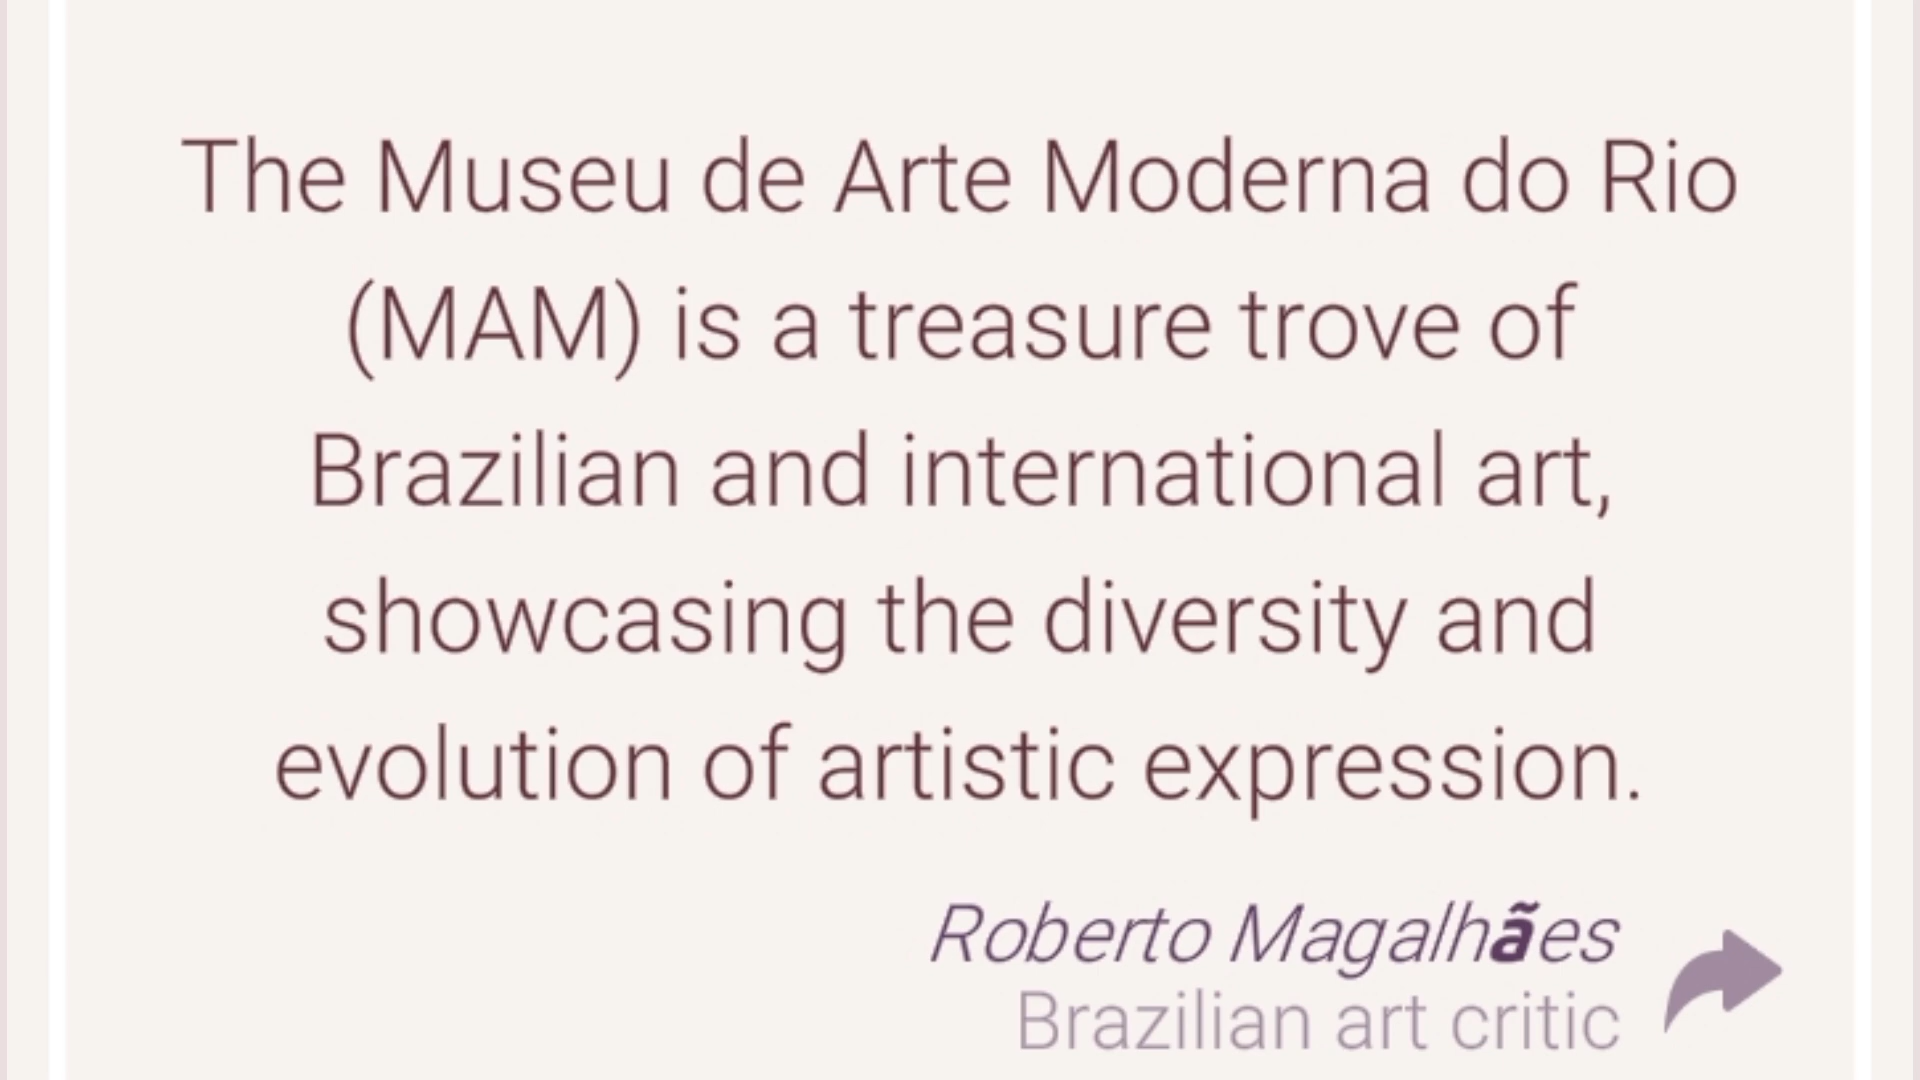 The Museu de Arte Moderna do Rio
(MAM) is a treasure trove of
Brazilian and international art,
showcasing the diversity and
evolution of artistic expression.
Roberto Magalhães
Brazilian art critic